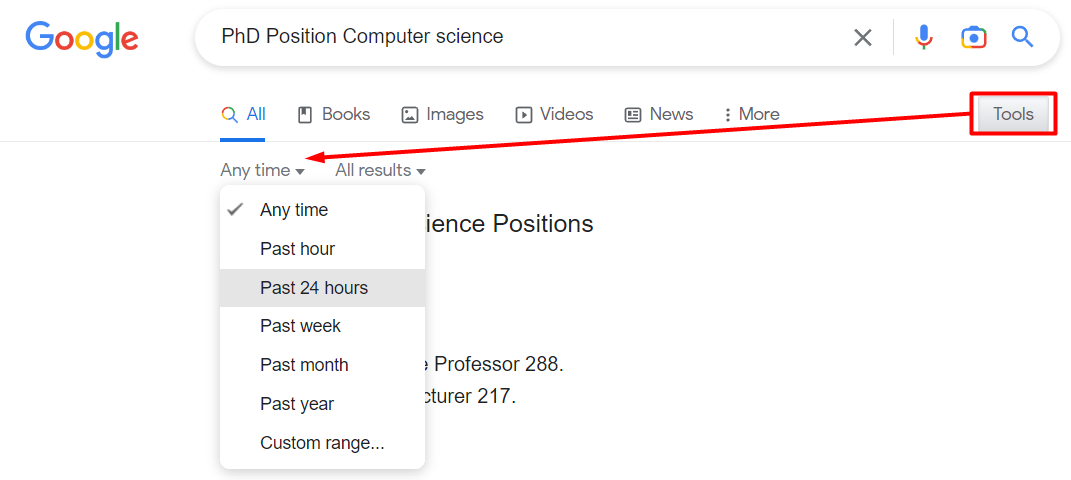 Google
PhD Position Computer science
All Books Images Videos News More Tools
Any time All results
Any time
ience Positions
Past hour
Past 24 hours
Past week
Past month
Professor 288.
Past year
cturer 217.
Custom range...